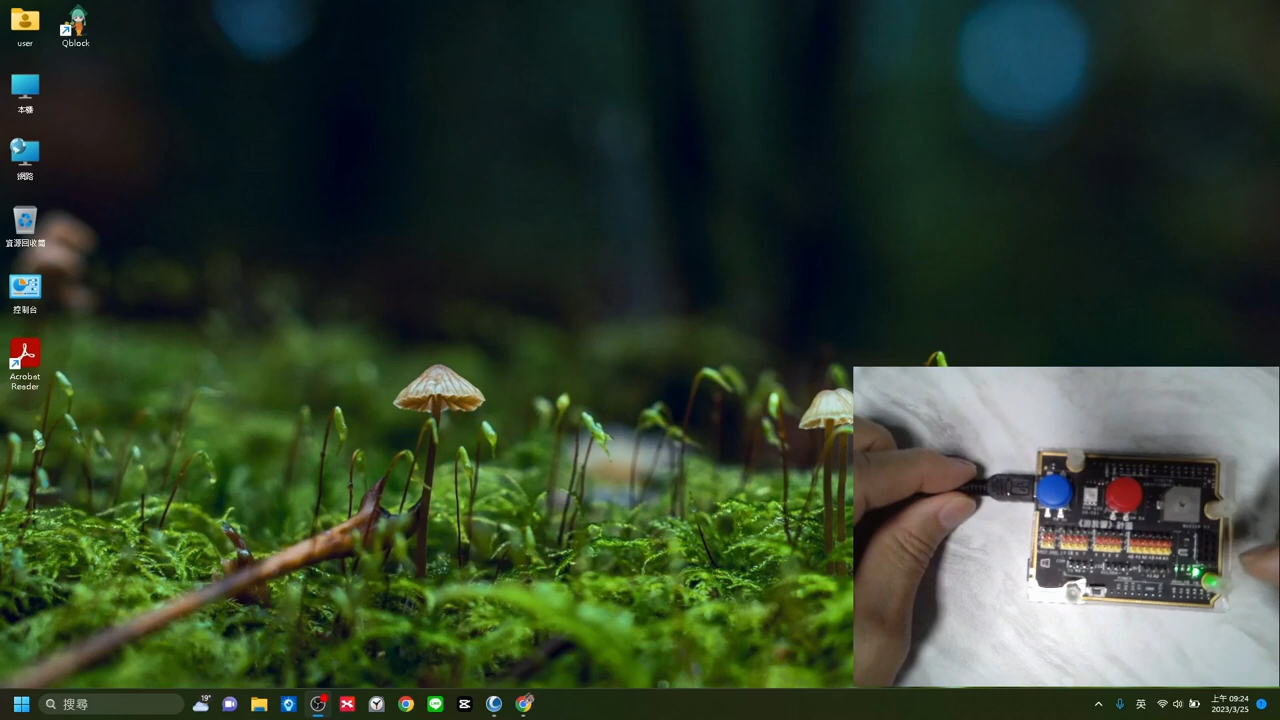 user
Qblock
本機
網路
資源回收筒
控制台
Acrobat
Reader
搜尋
19°
英
上午 09:24
2023/3/25
1